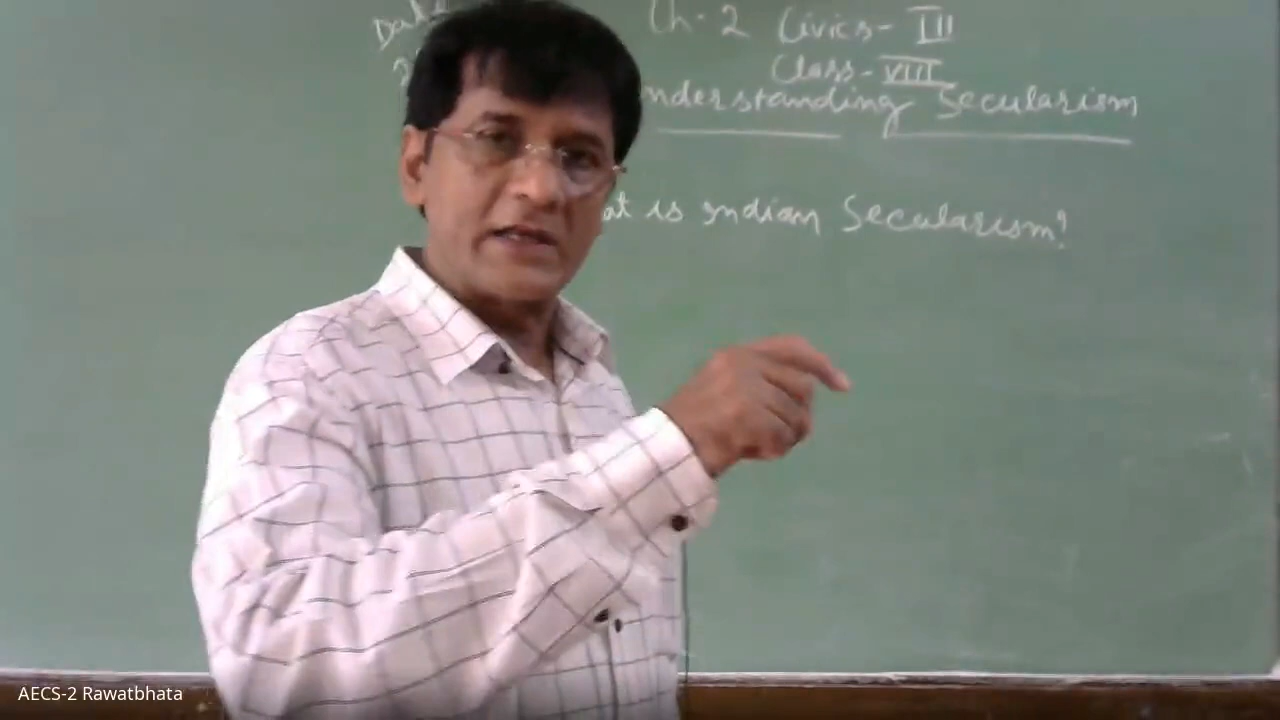 Ch-2 Civics-III
Class-VIII
nderstanding Secularism
at is Indian Secularism?
AECS-2 Rawatbhata